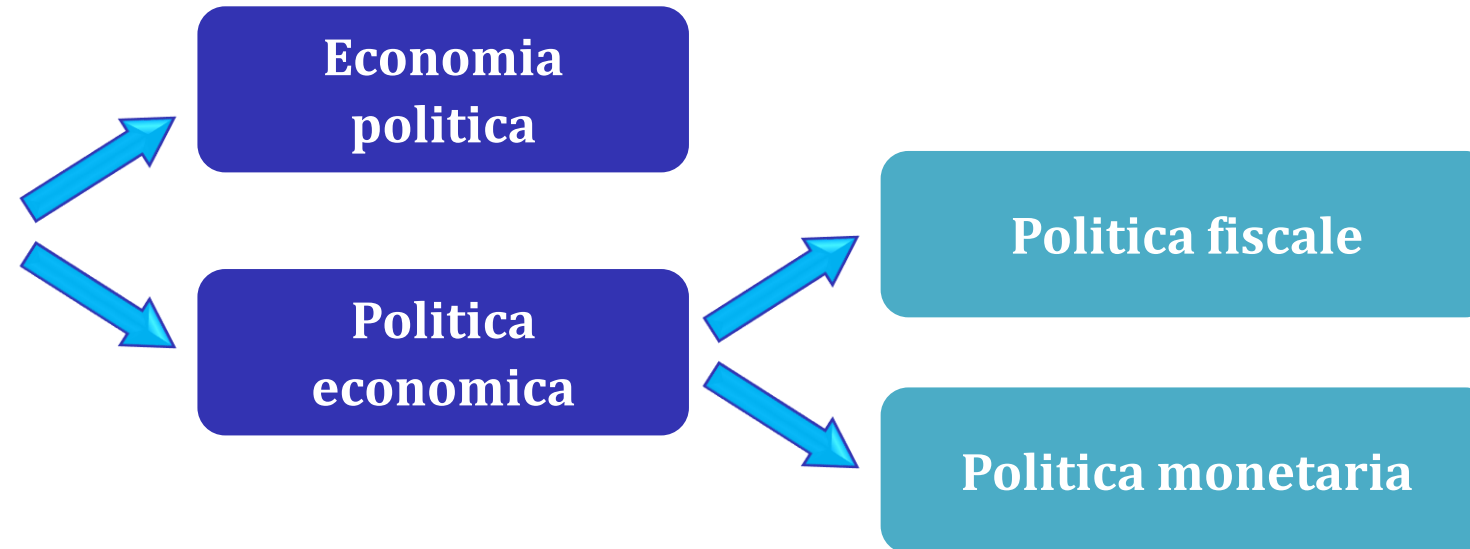 Economia
politica
Politica
economica
Politica fiscale
Politica monetaria